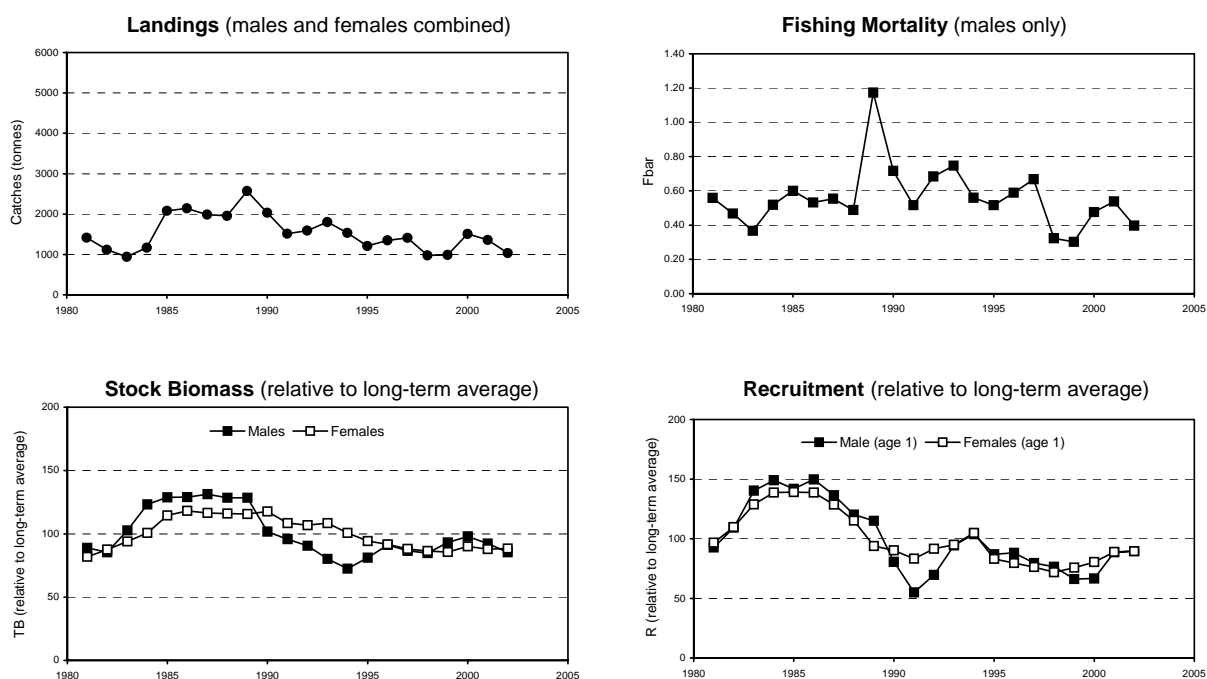 Landings (males and females combined)
6000
5000
4000
3000
2000
1000
0
Catches (tonnes)
1980 1985 1990 1995 2000 2005
Fishing Mortality (males only)
1.40
1.20
1.00
0.80
0.60
0.40
0.20
0.00
Fbar
1980 1985 1990 1995 2000 2005
Stock Biomass (relative to long-term average)
200
150
100
50
0
TB (relative to long-term average)
Males Females
1980 1985 1990 1995 2000 2005
Recruitment (relative to long-term average)
200
150
100
50
0
R (relative to long-term average)
Male (age 1) Females (age 1)
1980 1985 1990 1995 2000 2005